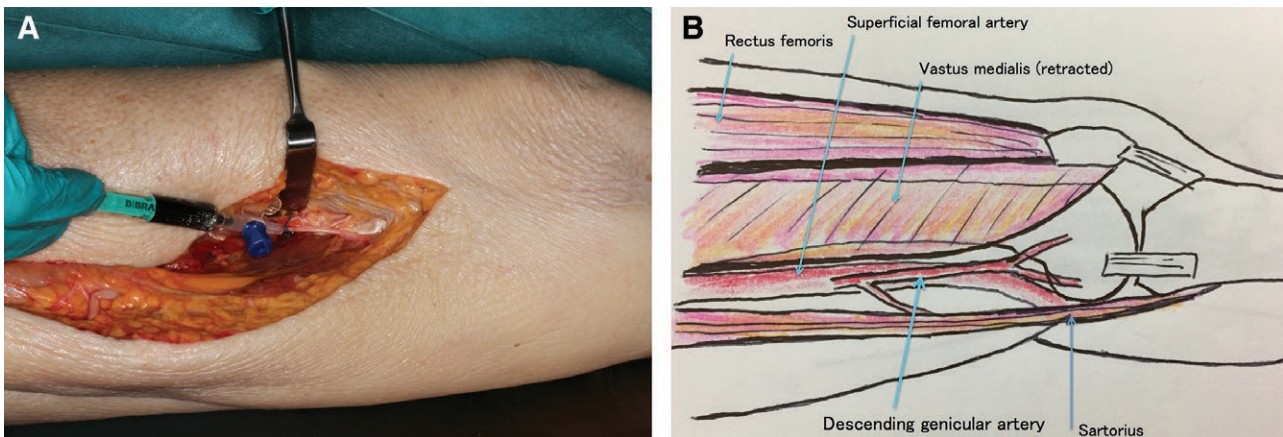 A
B BRA
B
Superficial femoral artery
Rectus femoris
Vastus medialis (retracted)
Descending genicular artery
Sartorius